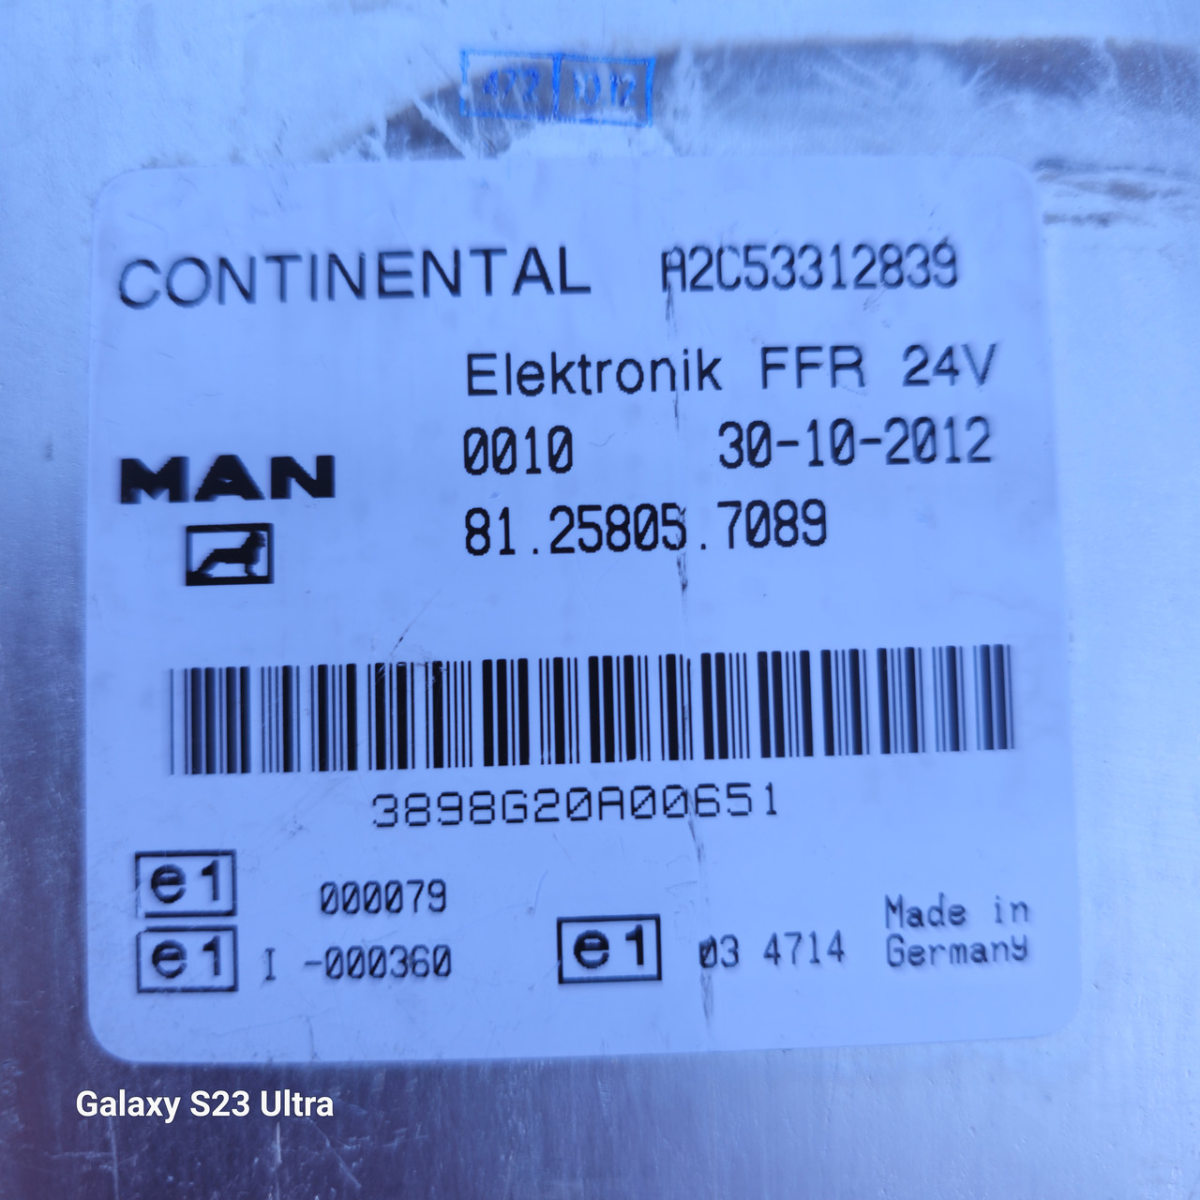 CONTINENTAL A2C53312839
Elektronik FFR 24V
0010 30-10-2012
MAN
81.25805.7089
3898G20A00651
e1 000079
e1 I -000360
e1 03 4714
Made in
Germany
Galaxy S23 Ultra